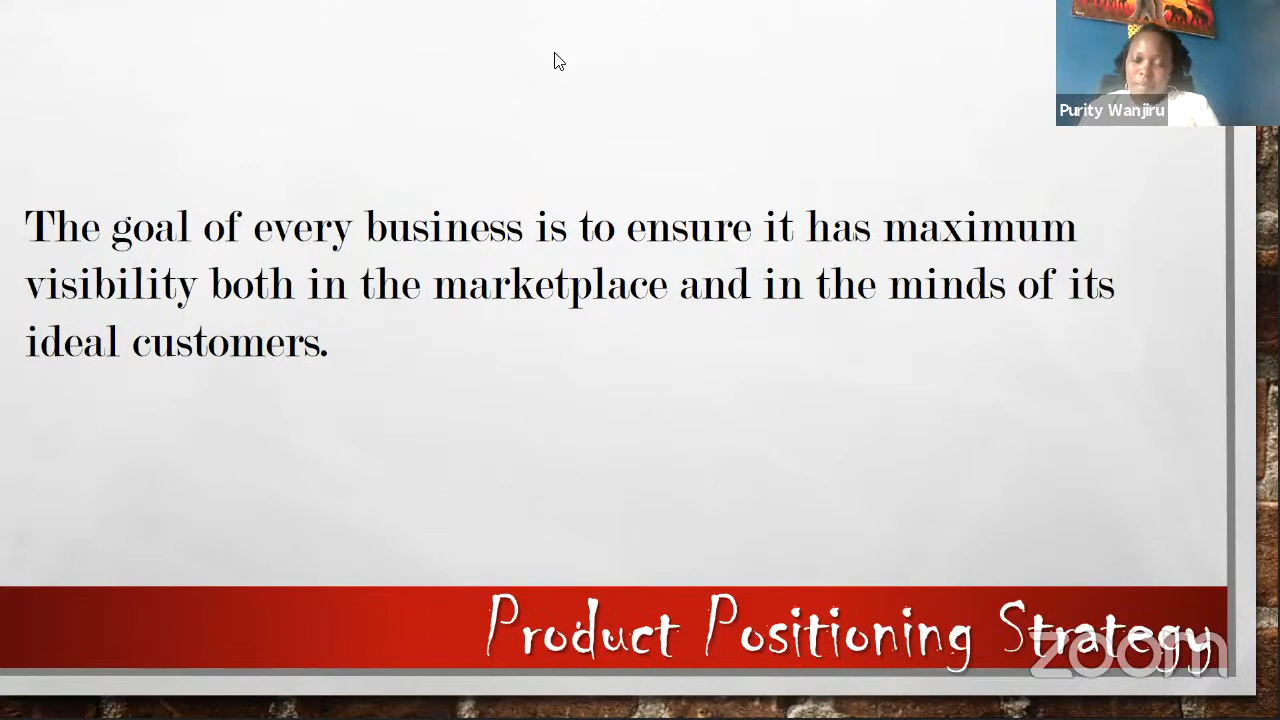 Purity Wanjiru
The goal of every business is to ensure it has maximum
visibility both in the marketplace and in the minds of its
ideal customers.
Product Positioning Strategy
zoom